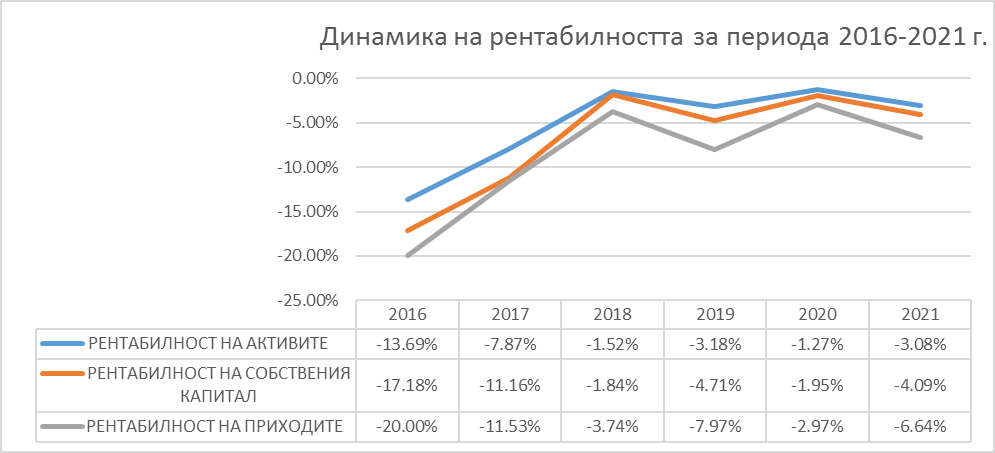 Динамика на рентабилността за периода 2016-2021 г.
0.00%
-5.00%
-10.00%
-15.00%
-20.00%
-25.00%
2016 2017 2018 2019 2020 2021
РЕНТАБИЛНОСТ НА АКТИВИТЕ -13.69% -7.87% -1.52% -3.18% -1.27% -3.08%
РЕНТАБИЛНОСТ НА СОБСТВЕНИЯ
КАПИТАЛ -17.18% -11.16% -1.84% -4.71% -1.95% -4.09%
РЕНТАБИЛНОСТ НА ПРИХОДИТЕ -20.00% -11.53% -3.74% -7.97% -2.97% -6.64%